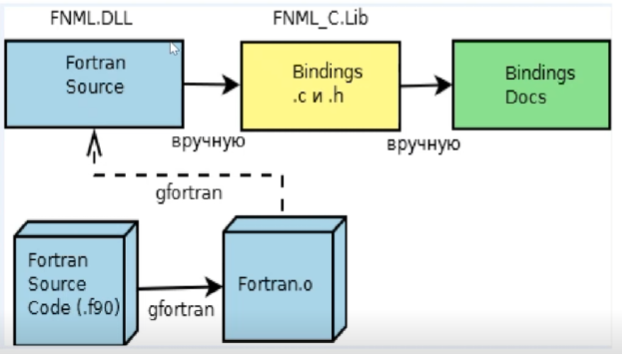 FNML.DLL
FNML_C.Lib
Fortran
Source
Bindings
.c и .h
Bindings
Docs
вручную
вручную
gfortran
Fortran
Source
Code (.f90)
gfortran
Fortran.o